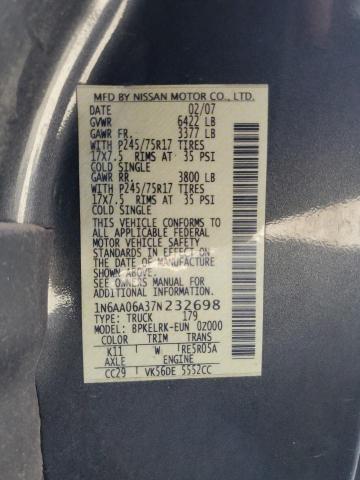 MFD BY NISSAN MOTOR CO., LTD.
DATE 02/07
GVWR 6422 LB
GAWR FR. 3377 LB
WITH P245/75R17 TIRES
17X7.5 RIMS AT 35 PSI
COLD SINGLE
GAWR RR. 3800 LB
WITH P245/75R17 TIRES
17X7.5 RIMS AT 35 PSI
COLD SINGLE
THIS VEHICLE CONFORMS TO
ALL APPLICABLE FEDERAL
MOTOR VEHICLE SAFETY
STANDARDS IN EFFECT ON
THE DATE OF MANUFACTURE
SHOWN ABOVE.
SEE OWNERS MANUAL FOR
ADDITIONAL INFORMATION.
1N6AA06A37N232698
TYPE: TRUCK 179
MODEL: BPKELRK-EUN 02000
COLOR TRIM TRANS
K11 W RE5R05A
AXLE ENGINE
CC29 VK56DE 5552CC